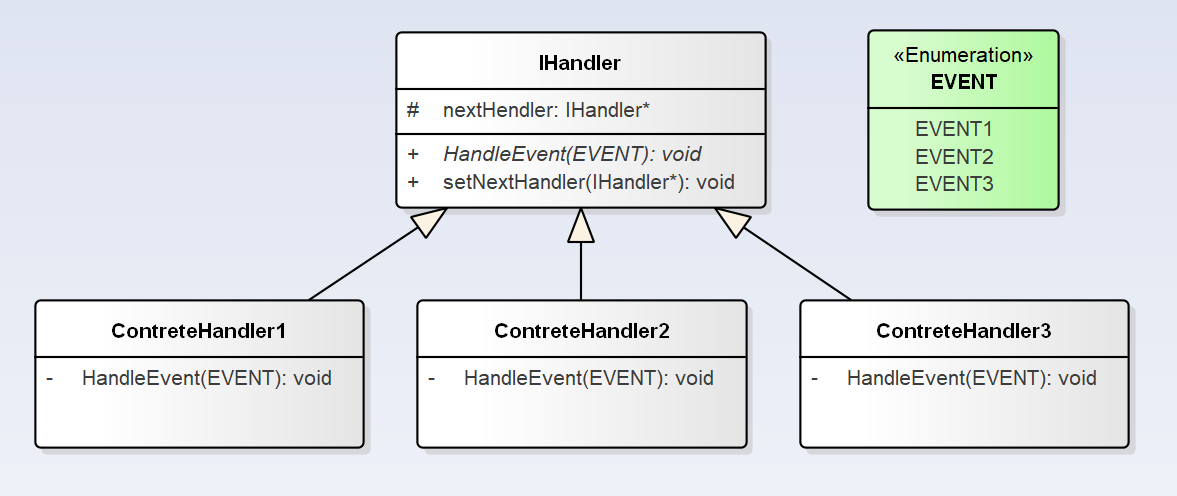 IHandler
# nextHendler: IHandler*
+ HandleEvent(EVENT): void
+ setNextHandler(IHandler*): void
«Enumeration»
EVENT
EVENT1
EVENT2
EVENT3
ContreteHandler1
- HandleEvent(EVENT): void
ContreteHandler2
- HandleEvent(EVENT): void
ContreteHandler3
- HandleEvent(EVENT): void